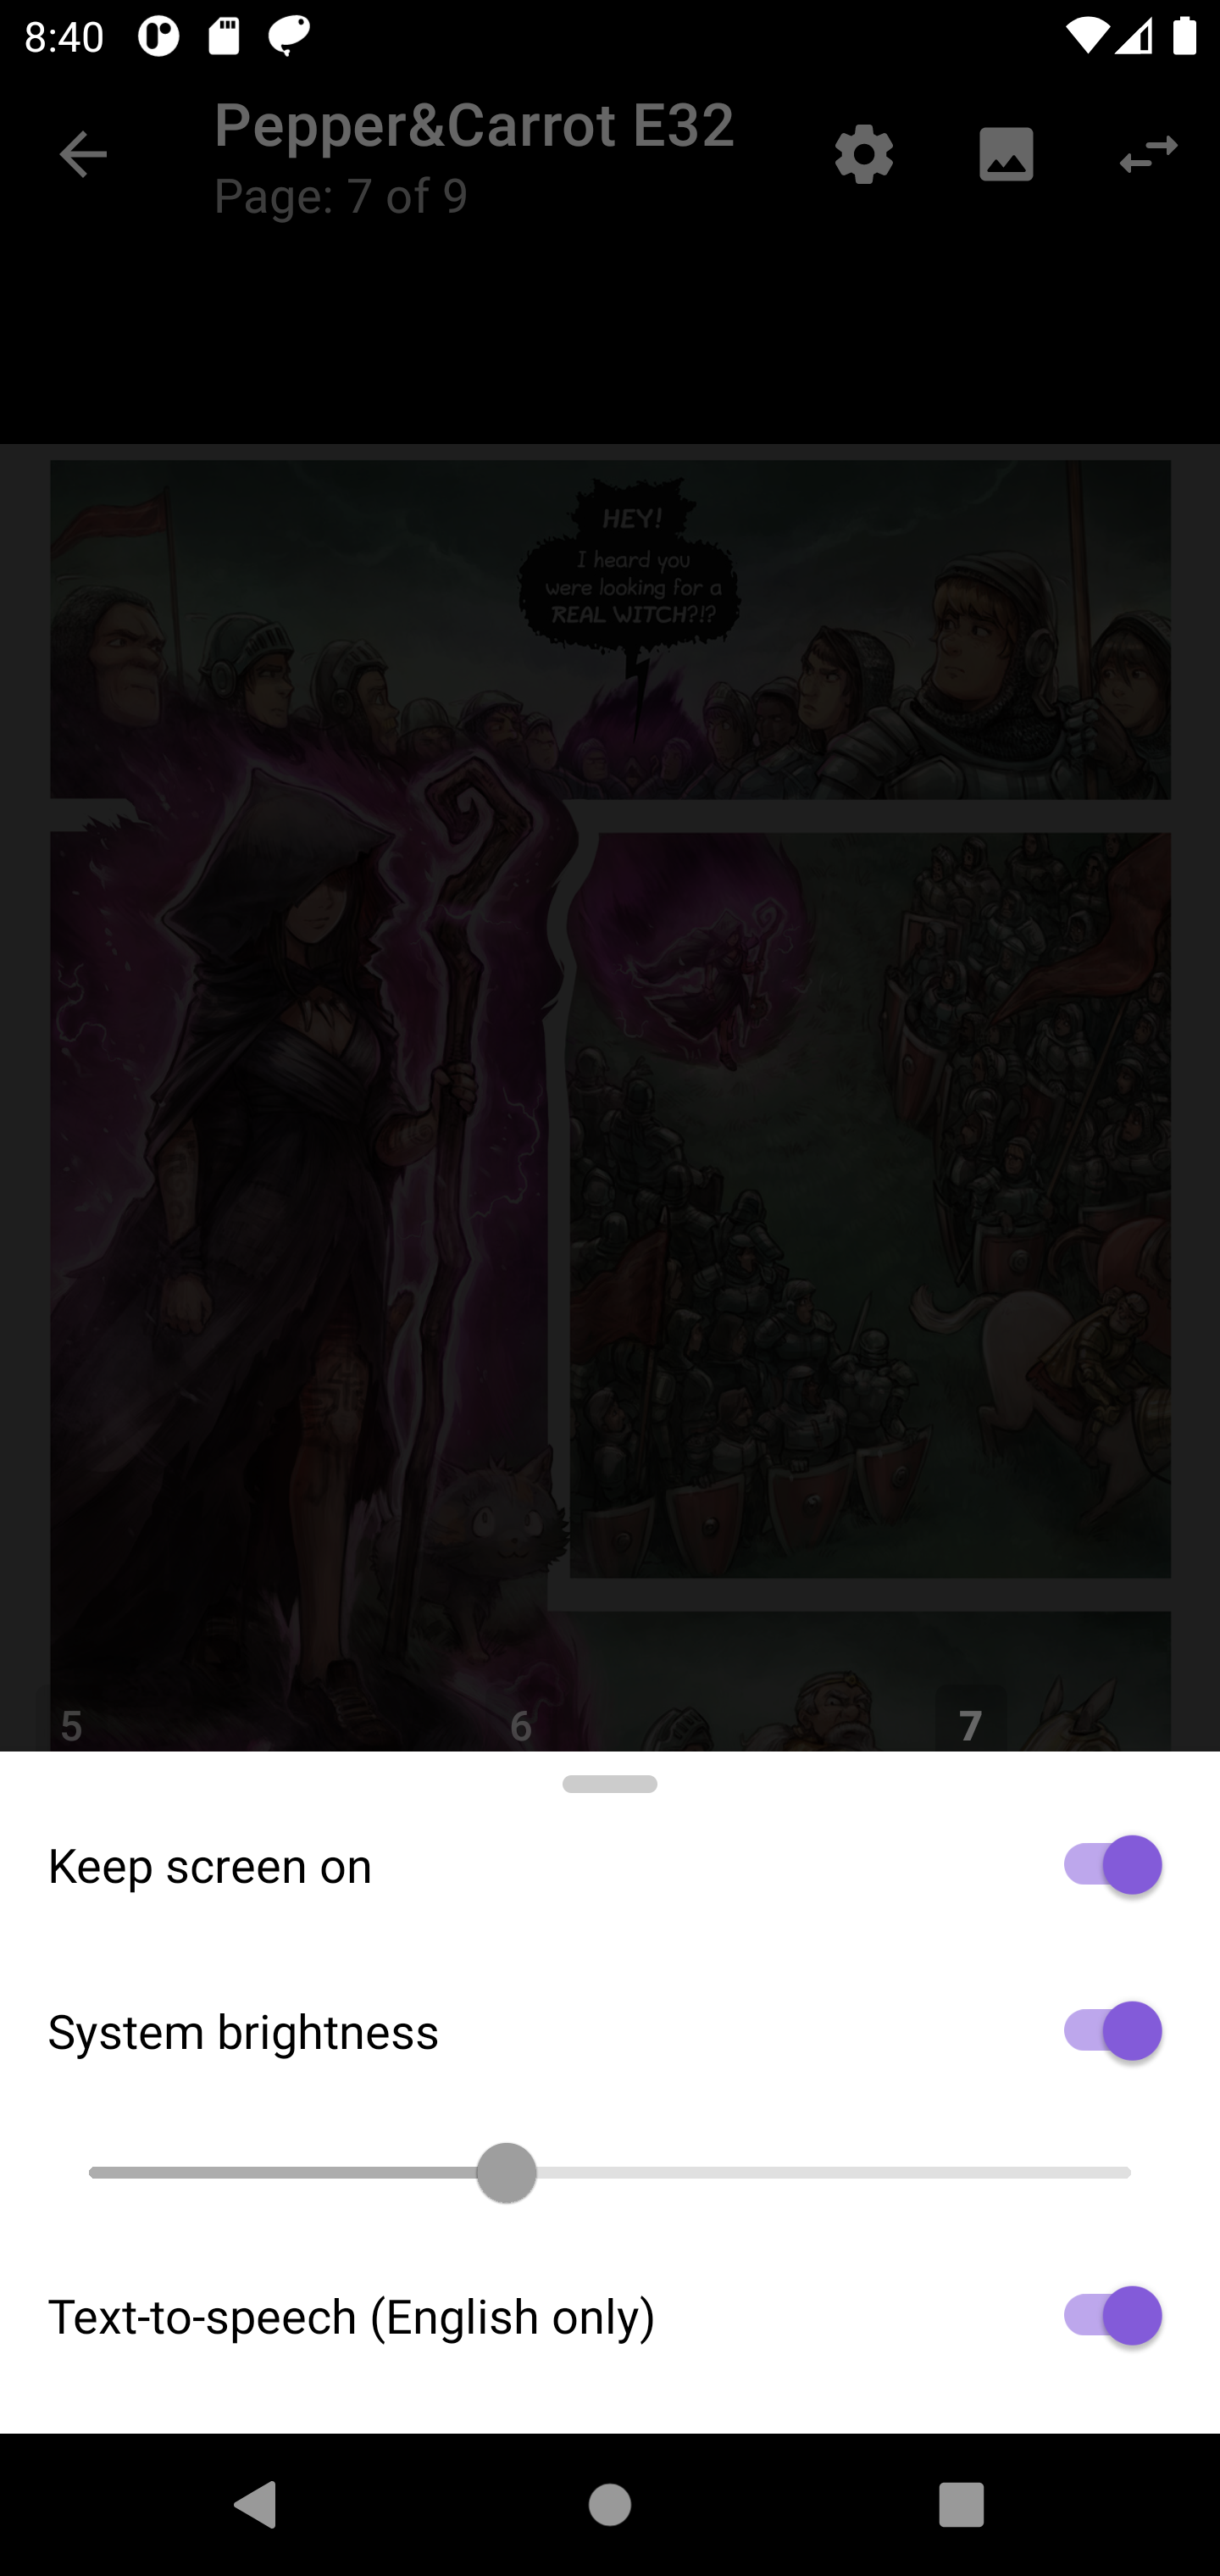 8:40
Pepper&Carrot E32
Page: 7 of 9
HEY!
I heard you
were looking for a
REAL WITCH?!?
5
6
7
Keep screen on
System brightness
Text-to-speech (English only)